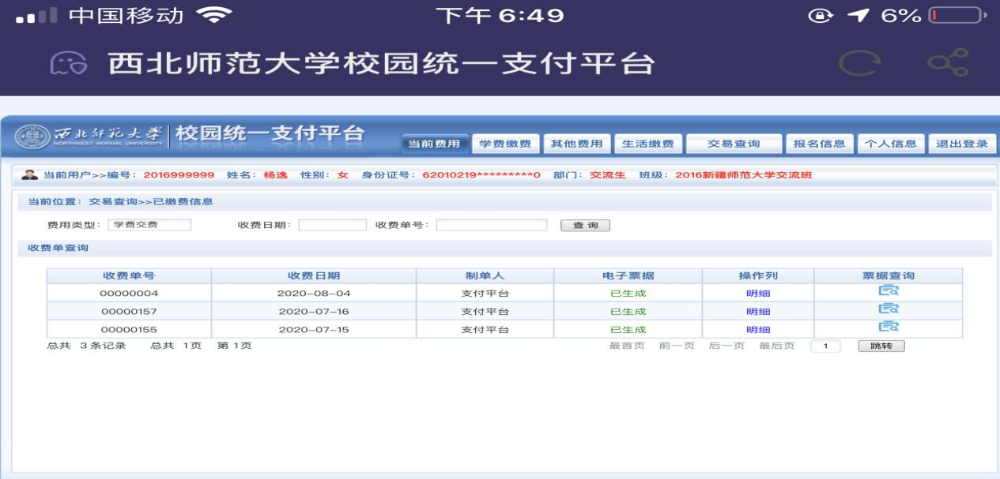 中国移动 下午 6:49 6%
西北师范大学校园统一支付平台
西北师范大学 校园统一支付平台
NORTHWEST NORMAL UNIVERSITY
当前费用 学费缴费 其他费用 生活缴费 交易查询 报名信息 个人信息 退出登录
当前用户>>编号: 2016999999 姓名: 杨逸 性别: 女 身份证号: 62010219*********0 部门: 交流生 班级: 2016新疆师范大学交流班
当前位置: 交易查询>>已缴费信息
费用类型: 学费交费 收费日期: 收费单号: 查 询
收费单查询
收费单号 收费日期 制单人 电子票据 操作列 票据查询
00000004 2020-08-04 支付平台 已生成 明细
00000157 2020-07-16 支付平台 已生成 明细
00000155 2020-07-15 支付平台 已生成 明细
总共 3 条记录 总共 1页 第 1页 最首页 前一页 后一页 最后页 1 跳转